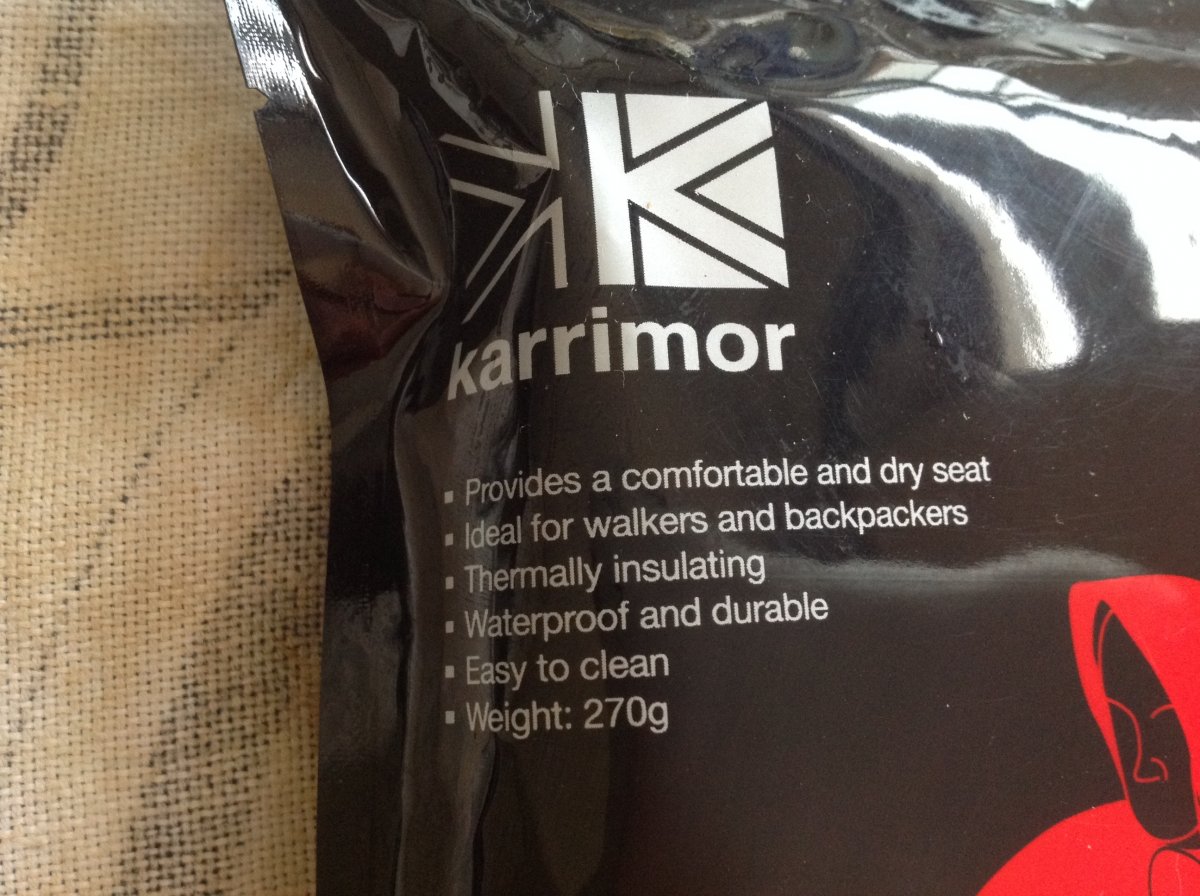 karrimor
▪ Provides a comfortable and dry seat
▪ Ideal for walkers and backpackers
▪ Thermally insulating
▪ Waterproof and durable
▪ Easy to clean
▪ Weight: 270g